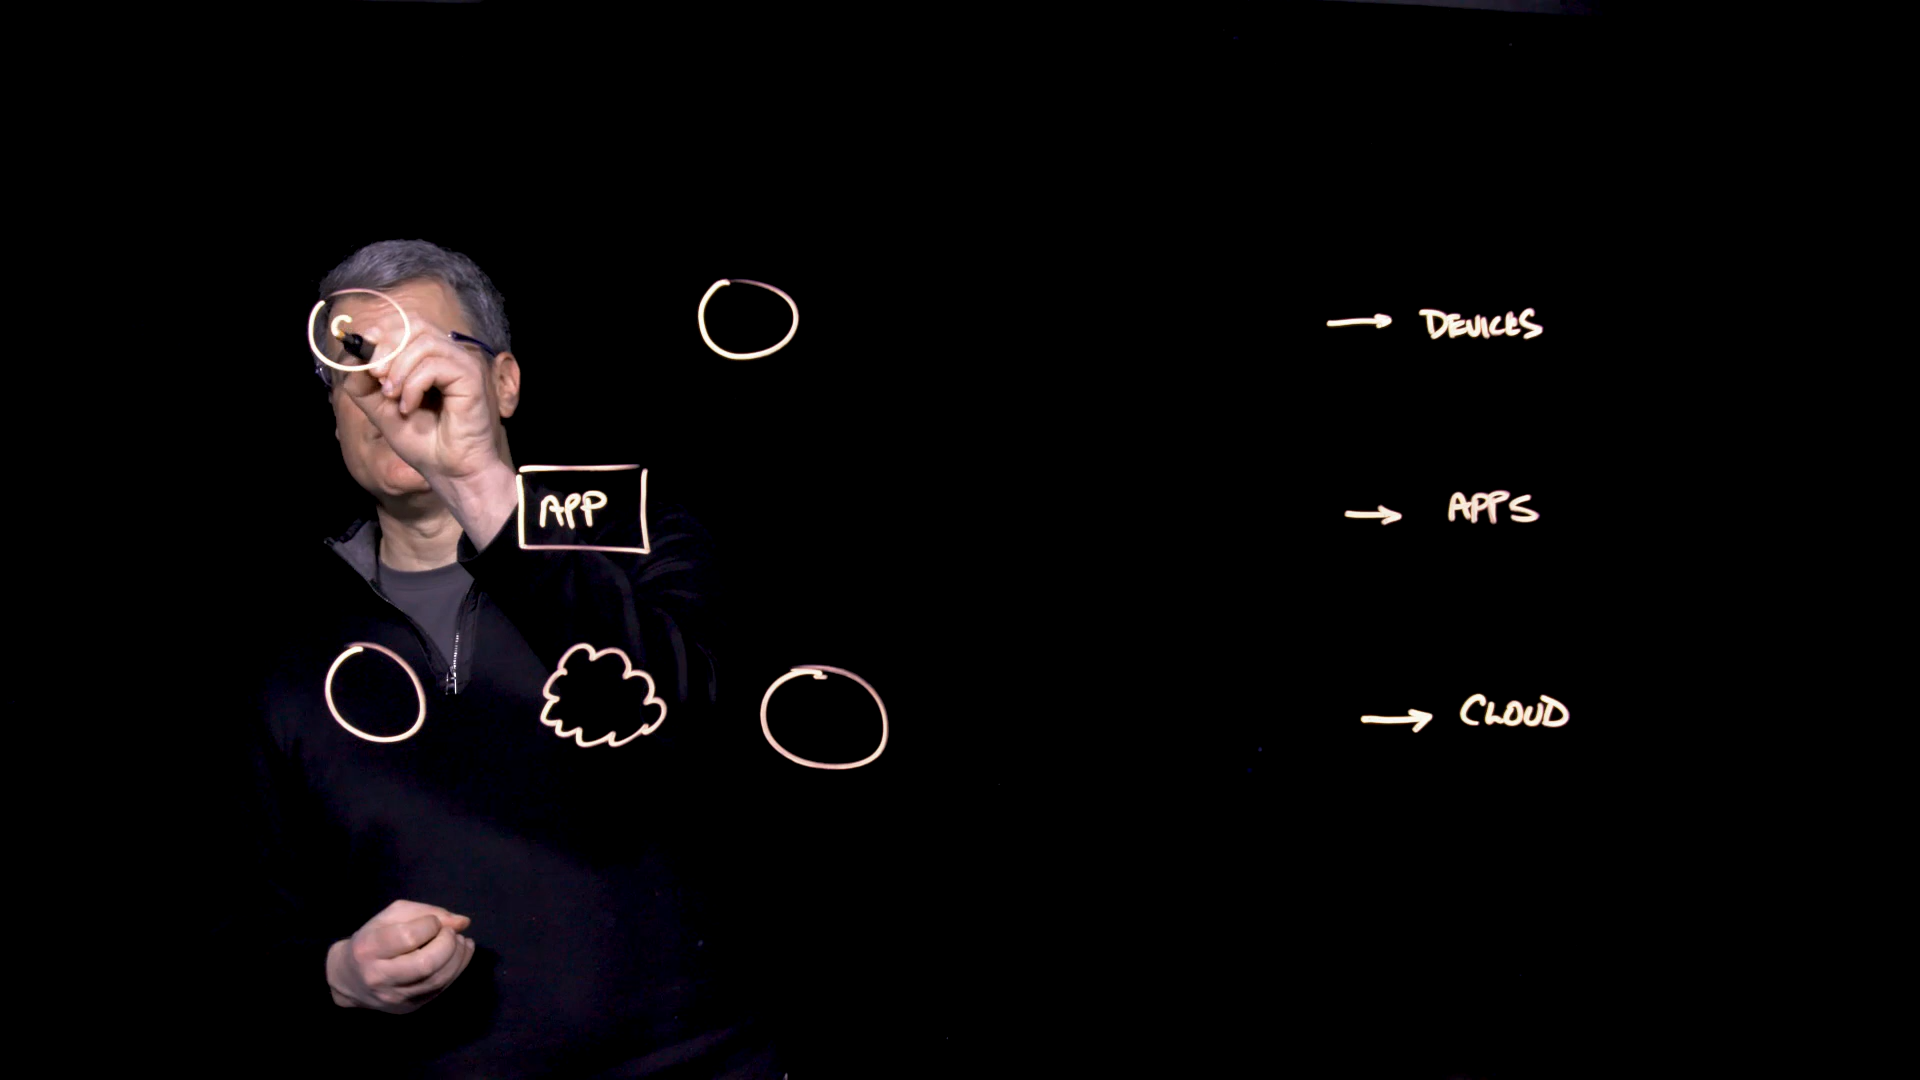 C
→ DEVICES
APP
→ APPS
→ CLOUD